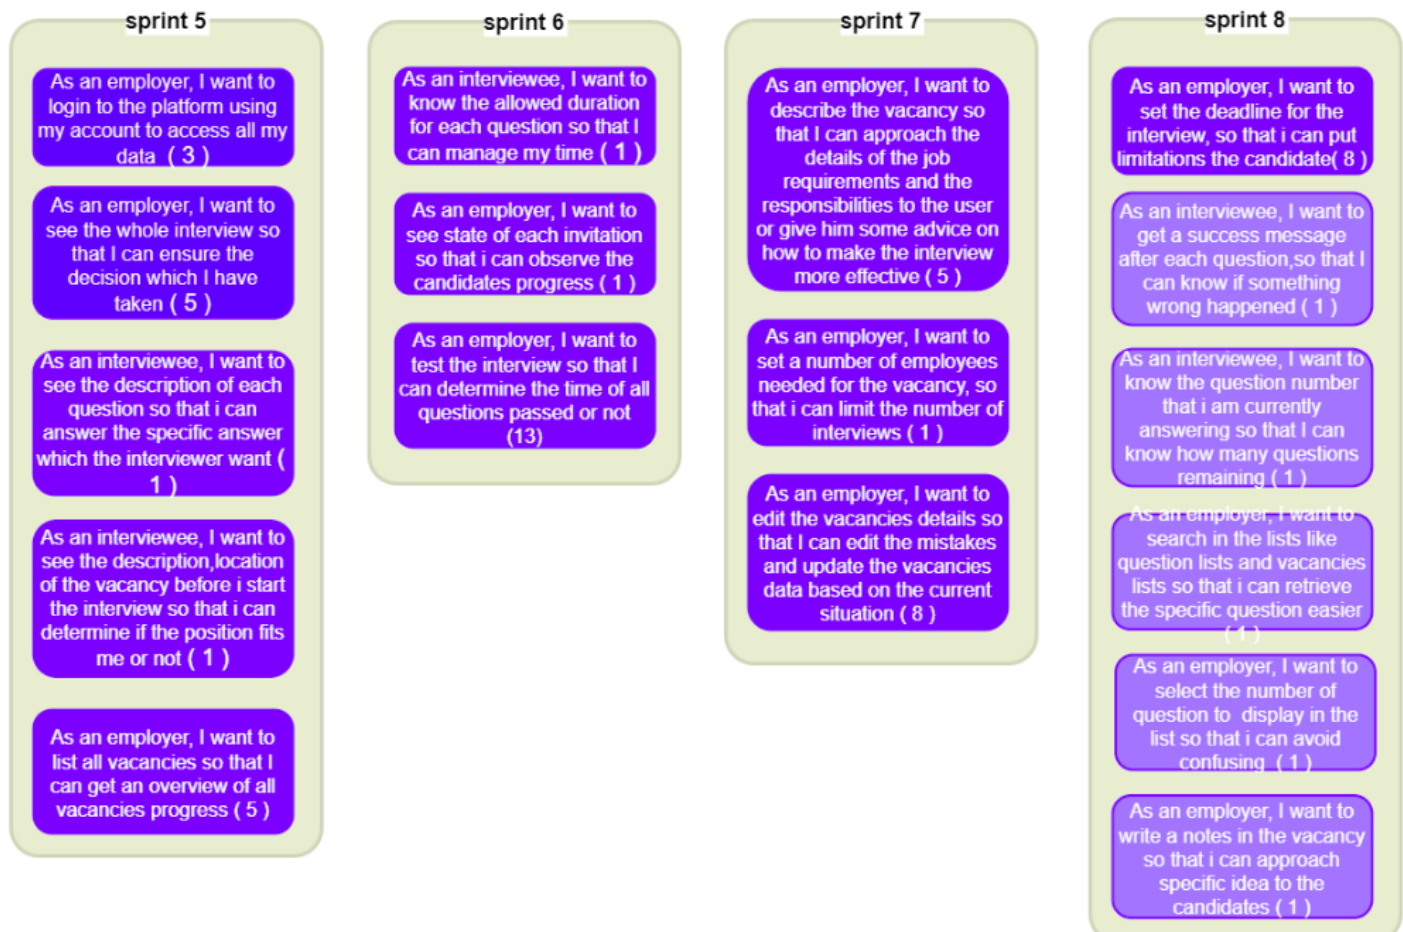 sprint 5
As an employer, I want to
login to the platform using
my account to access all my
data ( 3 )
As an employer, I want to
see the whole interview so
that I can ensure the
decision which I have
taken ( 5 )
As an interviewee, I want to
see the description of each
question so that i can
answer the specific answer
which the interviewer want (
1 )
As an interviewee, I want to
see the description,location
of the vacancy before i start
the interview so that i can
determine if the position fits
me or not ( 1 )
As an employer, I want to
list all vacancies so that I
can get an overview of all
vacancies progress ( 5 )
sprint 6
As an interviewee, I want to
know the allowed duration
for each question so that I
can manage my time ( 1 )
As an employer, I want to
see state of each invitation
so that i can observe the
candidates progress ( 1 )
As an employer, I want to
test the interview so that I
can determine the time of all
questions passed or not
(13)
sprint 7
As an employer, I want to
describe the vacancy so
that I can approach the
details of the job
requirements and the
responsibilities to the user
or give him some advice on
how to make the interview
more effective ( 5 )
As an employer, I want to
set a number of employees
needed for the vacancy, so
that i can limit the number of
interviews ( 1 )
As an employer, I want to
edit the vacancies details so
that I can edit the mistakes
and update the vacancies
data based on the current
situation ( 8 )
sprint 8
As an employer, I want to
set the deadline for the
interview, so that i can put
limitations the candidate( 8 )
As an interviewee, I want to
get a success message
after each question,so that I
can know if something
wrong happened ( 1 )
As an interviewee, I want to
know the question number
that i am currently
answering so that I can
know how many questions
remaining ( 1 )
As an employer, I want to
search in the lists like
question lists and vacancies
lists so that i can retrieve
the specific question easier
( 1 )
As an employer, I want to
select the number of
question to display in the
list so that i can avoid
confusing ( 1 )
As an employer, I want to
write a notes in the vacancy
so that i can approach
specific idea to the
candidates ( 1 )